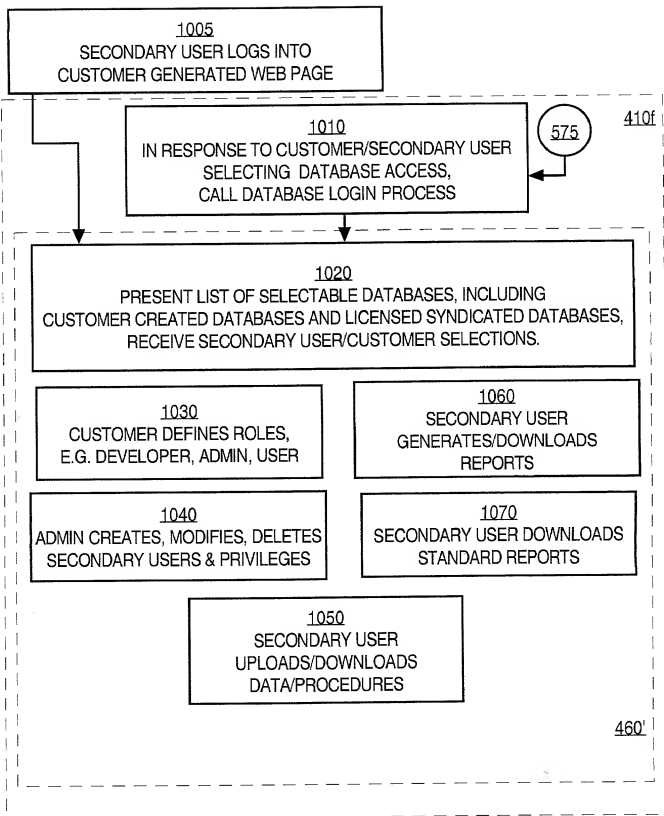 1005
SECONDARY USER LOGS INTO
CUSTOMER GENERATED WEB PAGE
410f
1010
IN RESPONSE TO CUSTOMER/SECONDARY USER
SELECTING DATABASE ACCESS,
CALL DATABASE LOGIN PROCESS
575
1020
PRESENT LIST OF SELECTABLE DATABASES, INCLUDING
CUSTOMER CREATED DATABASES AND LICENSED SYNDICATED DATABASES,
RECEIVE SECONDARY USER/CUSTOMER SELECTIONS.
1030
CUSTOMER DEFINES ROLES,
E.G. DEVELOPER, ADMIN, USER
1060
SECONDARY USER
GENERATES/DOWNLOADS
REPORTS
1040
ADMIN CREATES, MODIFIES, DELETES
SECONDARY USERS & PRIVILEGES
1070
SECONDARY USER DOWNLOADS
STANDARD REPORTS
1050
SECONDARY USER
UPLOADS/DOWNLOADS
DATA/PROCEDURES
460'